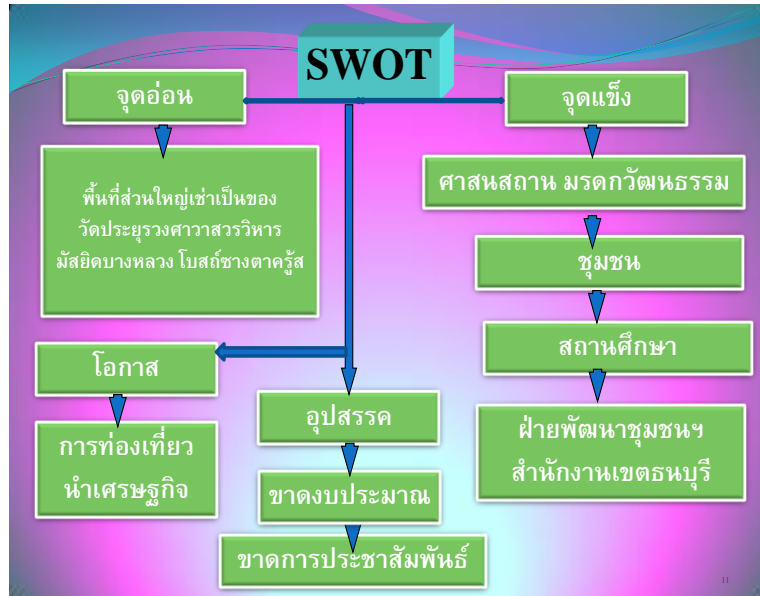 SWOT
จุดอ่อน
พื้นที่ส่วนใหญ่เช่าเป็นของ
วัดประยุรวงศาวาสวรวิหาร
มัสยิดบางหลวง โบสถ์ซางตาครู้ส
จุดแข็ง
ศาสนสถาน มรดกวัฒนธรรม
ชุมชน
สถานศึกษา
ฝ่ายพัฒนาชุมชนฯ
สำนักงานเขตธนบุรี
โอกาส
การท่องเที่ยว
นำเศรษฐกิจ
อุปสรรค
ขาดงบประมาณ
ขาดการประชาสัมพันธ์
11